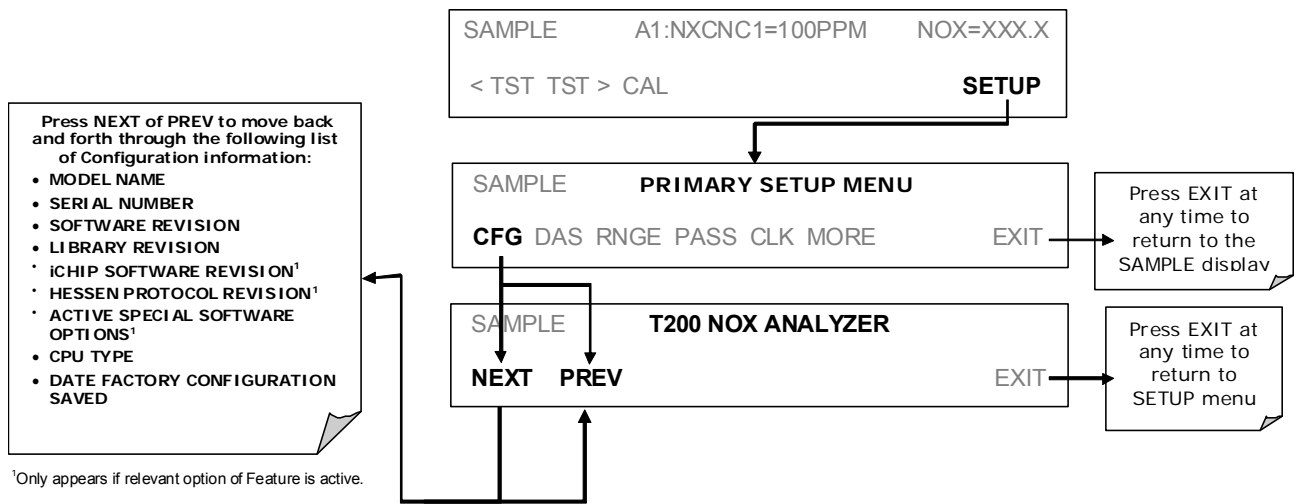 SAMPLE A1:NXCNC1=100PPM NOX=XXX.X
< TST TST > CAL SETUP
Press NEXT of PREV to move back
and forth through the following list
of Configuration information:
• MODEL NAME
• SERIAL NUMBER
• SOFTWARE REVISION
• LIBRARY REVISION
• iCHIP SOFTWARE REVISION¹
• HESSEN PROTOCOL REVISION¹
• ACTIVE SPECIAL SOFTWARE
OPTIONS¹
• CPU TYPE
• DATE FACTORY CONFIGURATION
SAVED
¹Only appears if relevant option of Feature is active.
SAMPLE PRIMARY SETUP MENU
CFG DAS RNGE PASS CLK MORE EXIT
Press EXIT at
any time to
return to the
SAMPLE display
SAMPLE T200 NOX ANALYZER
NEXT PREV EXIT
Press EXIT at
any time to
return to
SETUP menu